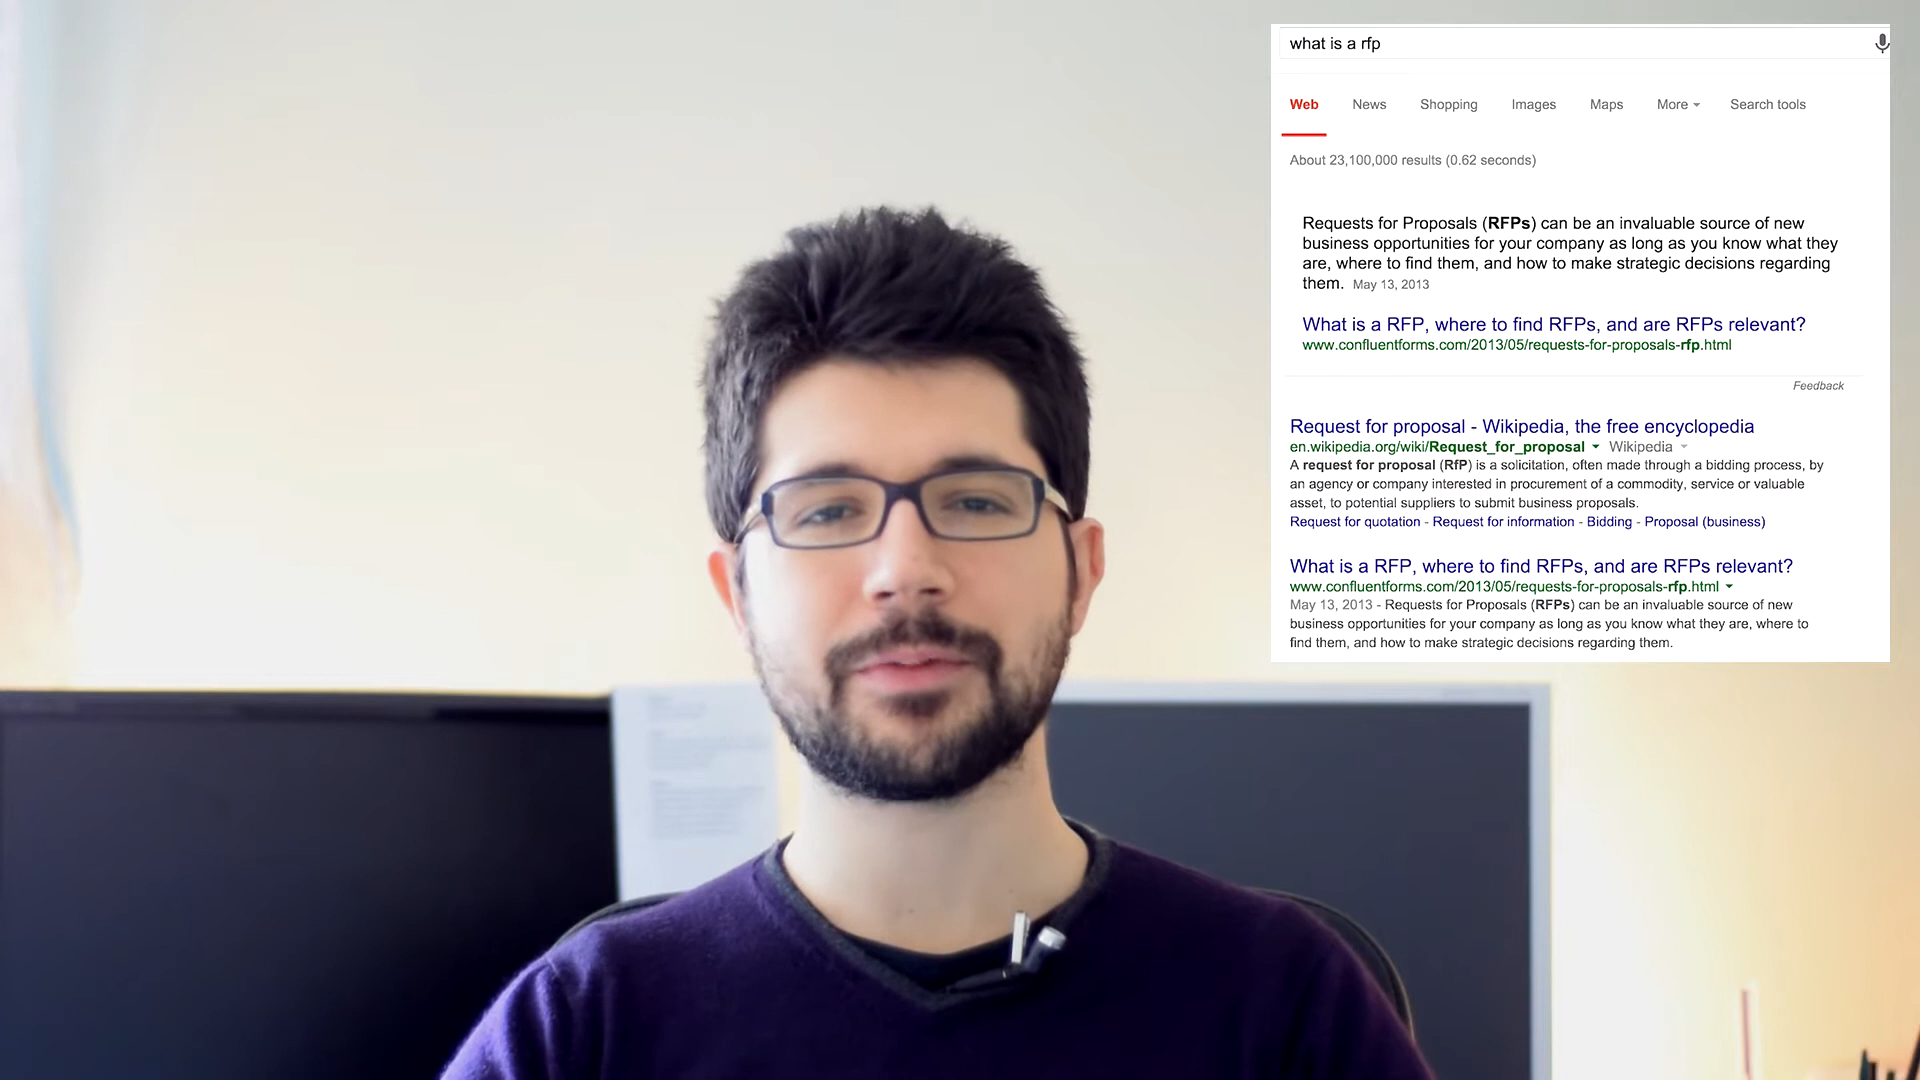 what is a rfp
Web News Shopping Images Maps More Search tools
About 23,100,000 results (0.62 seconds)
Requests for Proposals (RFPs) can be an invaluable source of new
business opportunities for your company as long as you know what they
are, where to find them, and how to make strategic decisions regarding
them. May 13, 2013
What is a RFP, where to find RFPs, and are RFPs relevant?
www.confluentforms.com/2013/05/requests-for-proposals-rfp.html
Feedback
Request for proposal - Wikipedia, the free encyclopedia
en.wikipedia.org/wiki/Request_for_proposal Wikipedia
A request for proposal (RfP) is a solicitation, often made through a bidding process, by
an agency or company interested in procurement of a commodity, service or valuable
asset, to potential suppliers to submit business proposals.
Request for quotation - Request for information - Bidding - Proposal (business)
What is a RFP, where to find RFPs, and are RFPs relevant?
www.confluentforms.com/2013/05/requests-for-proposals-rfp.html
May 13, 2013 - Requests for Proposals (RFPs) can be an invaluable source of new
business opportunities for your company as long as you know what they are, where to
find them, and how to make strategic decisions regarding them.